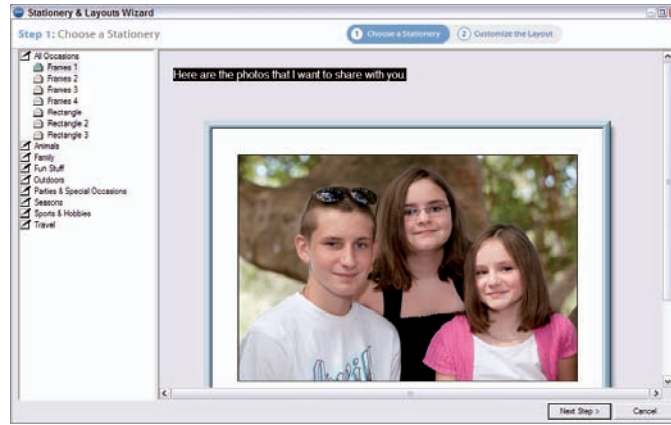 Stationery & Layouts Wizard
Step 1: Choose a Stationery
1 Choose a Stationery
2 Customize the Layout
All Occasions
Frames 1
Frames 2
Frames 3
Frames 4
Rectangle
Rectangle 2
Rectangle 3
Animals
Family
Fun Stuff
Outdoors
Parties & Special Occasions
Seasons
Sports & Hobbies
Travel
Here are the photos that I want to share with you.
Next Step >
Cancel